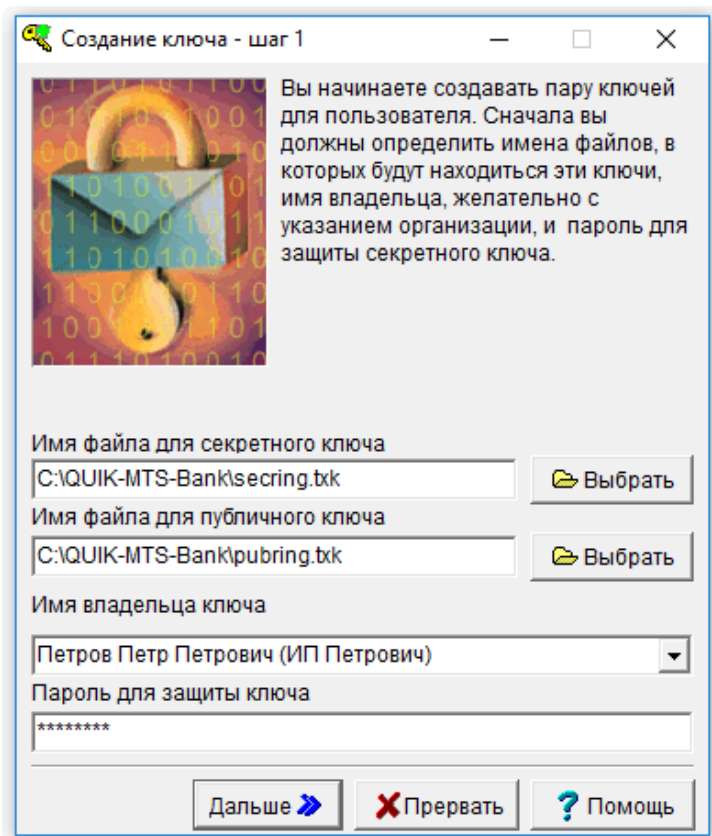 Создание ключа - шаг 1
Вы начинаете создавать пару ключей
для пользователя. Сначала вы
должны определить имена файлов, в
которых будут находиться эти ключи,
имя владельца, желательно с
указанием организации, и пароль для
защиты секретного ключа.
Имя файла для секретного ключа
C:\QUIK-MTS-Bank\secring.txk
Выбрать
Имя файла для публичного ключа
C:\QUIK-MTS-Bank\pubring.txk
Выбрать
Имя владельца ключа
Петров Петр Петрович (ИП Петрович)
Пароль для защиты ключа
********
Дальше
Прервать
? Помощь